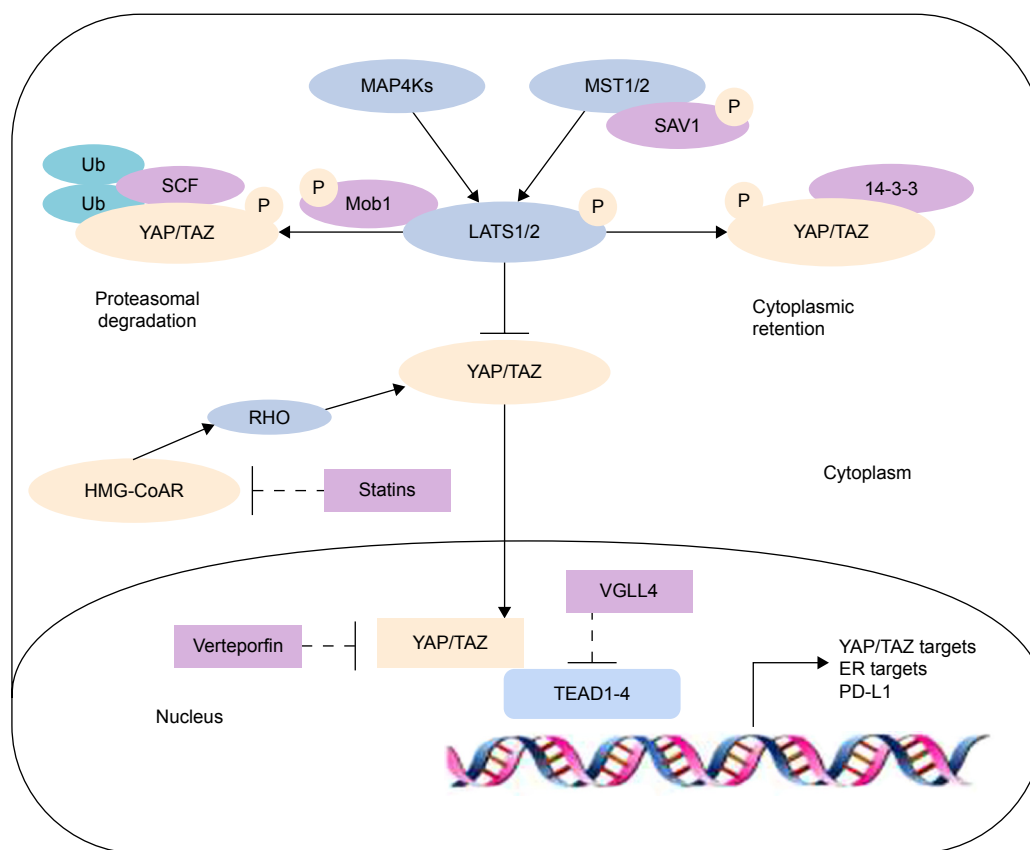 MAP4Ks
MST1/2
P
SAV1
Ub
SCF
Ub
P
YAP/TAZ
P
Mob1
LATS1/2
P
14-3-3
P
YAP/TAZ
Proteasomal
degradation
Cytoplasmic
retention
YAP/TAZ
RHO
HMG-CoAR
Statins
Cytoplasm
VGLL4
Verteporfin
YAP/TAZ
TEAD1-4
YAP/TAZ targets
ER targets
PD-L1
Nucleus